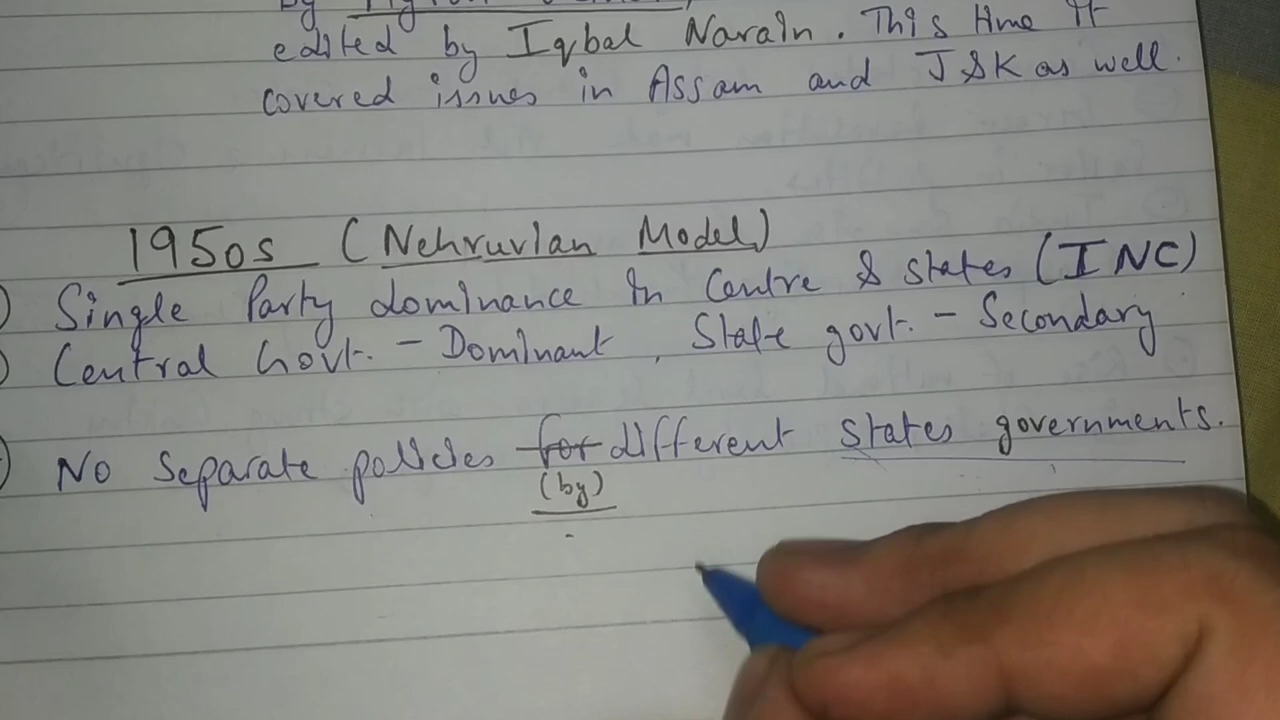 by
edited by Iqbal Narain. This time it
covered issues in Assam and J&K as well.
1950s (Nehruvian Model)
Single Party dominance in Centre & states (INC)
Central Govt. - Dominant, State govt. - Secondary
No Separate policies for different states governments.
(by)